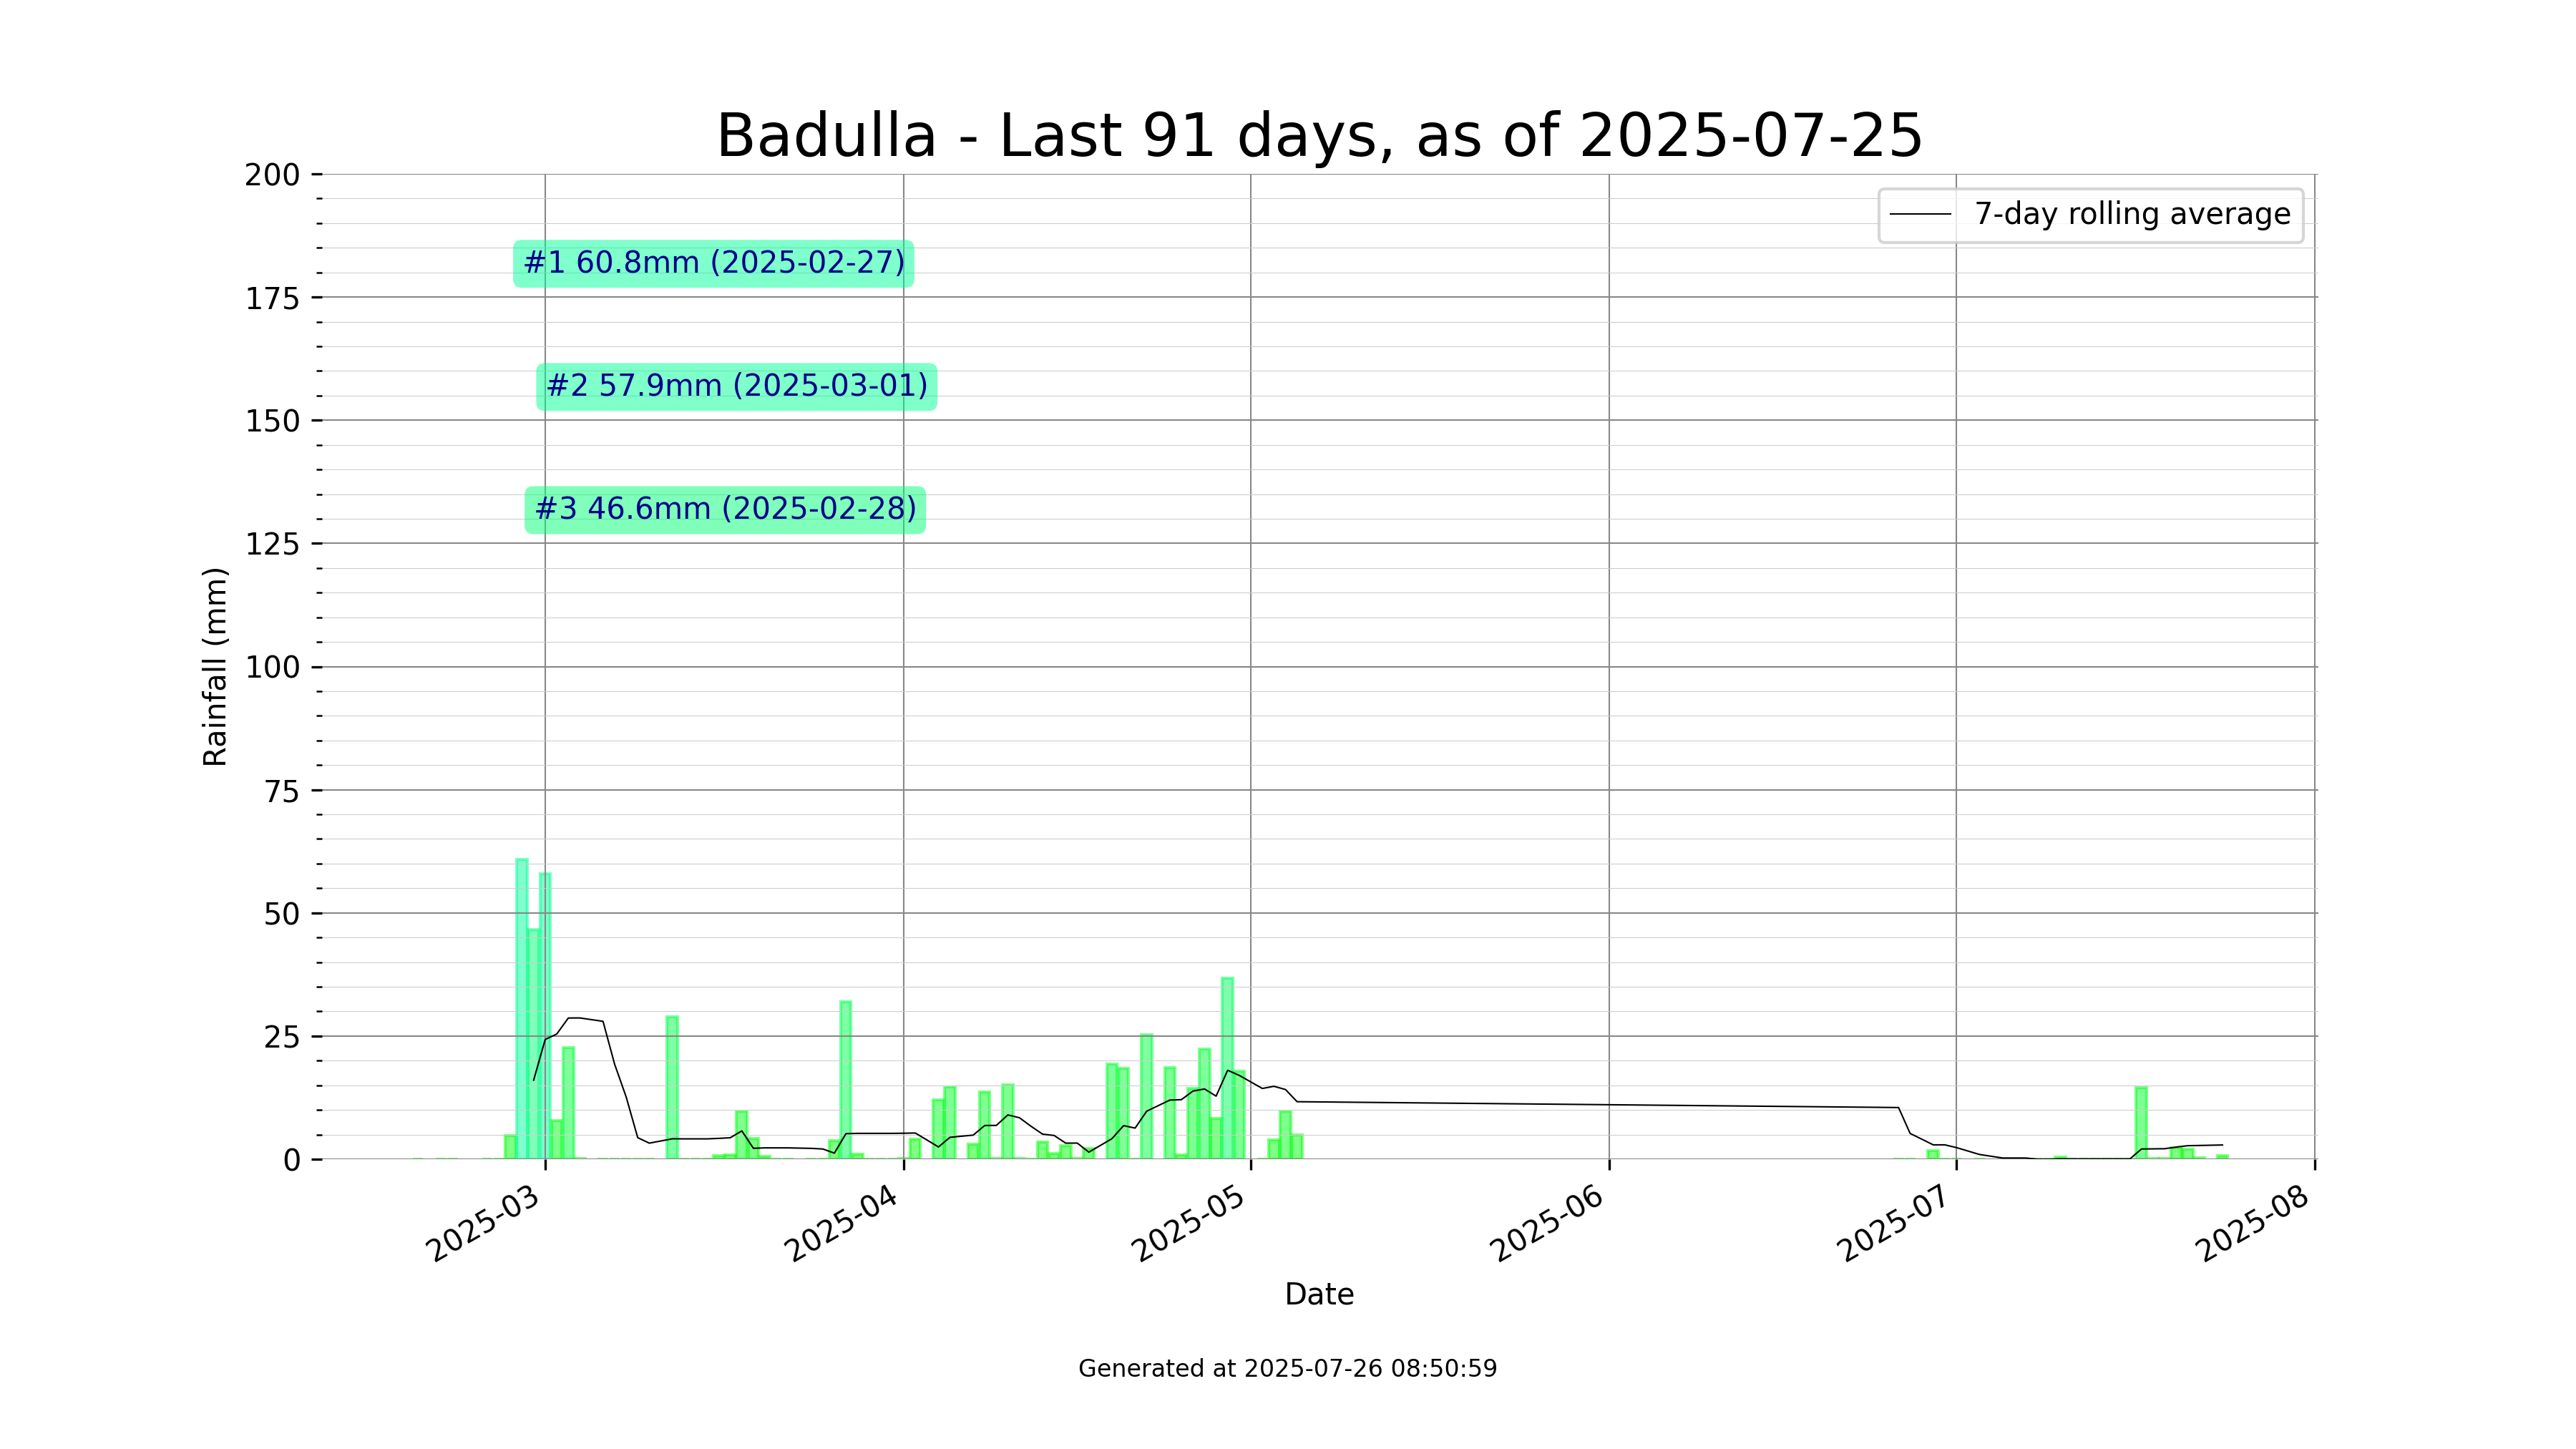 Badulla - Last 91 days, as of 2025-07-25
7-day rolling average
#1 60.8mm (2025-02-27)
#2 57.9mm (2025-03-01)
#3 46.6mm (2025-02-28)
Rainfall (mm)
200
175
150
125
100
75
50
25
0
2025-03
2025-04
2025-05
2025-06
2025-07
2025-08
Date
Generated at 2025-07-26 08:50:59